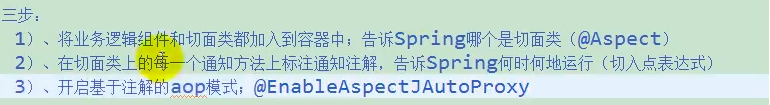 三步:
1)、将业务逻辑组件和切面类都加入到容器中;告诉Spring哪个是切面类(@Aspect)
2)、在切面类上的每一个通知方法上标注通知注解,告诉Spring何时何地运行(切入点表达式)
3)、开启基于注解的aop模式;@EnableAspectJAutoProxy